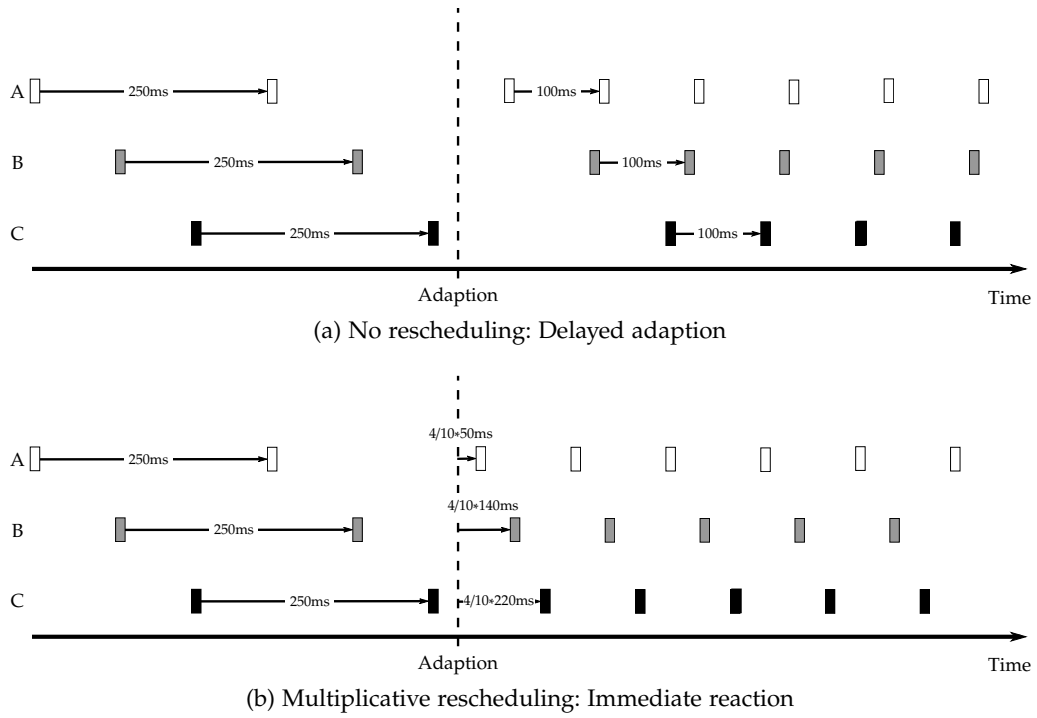 A 250ms 100ms
B 250ms 100ms
C 250ms 100ms
Adaption Time
(a) No rescheduling: Delayed adaption
4/10*50ms
A 250ms
4/10*140ms
B 250ms
C 250ms 4/10*220ms
Adaption Time
(b) Multiplicative rescheduling: Immediate reaction